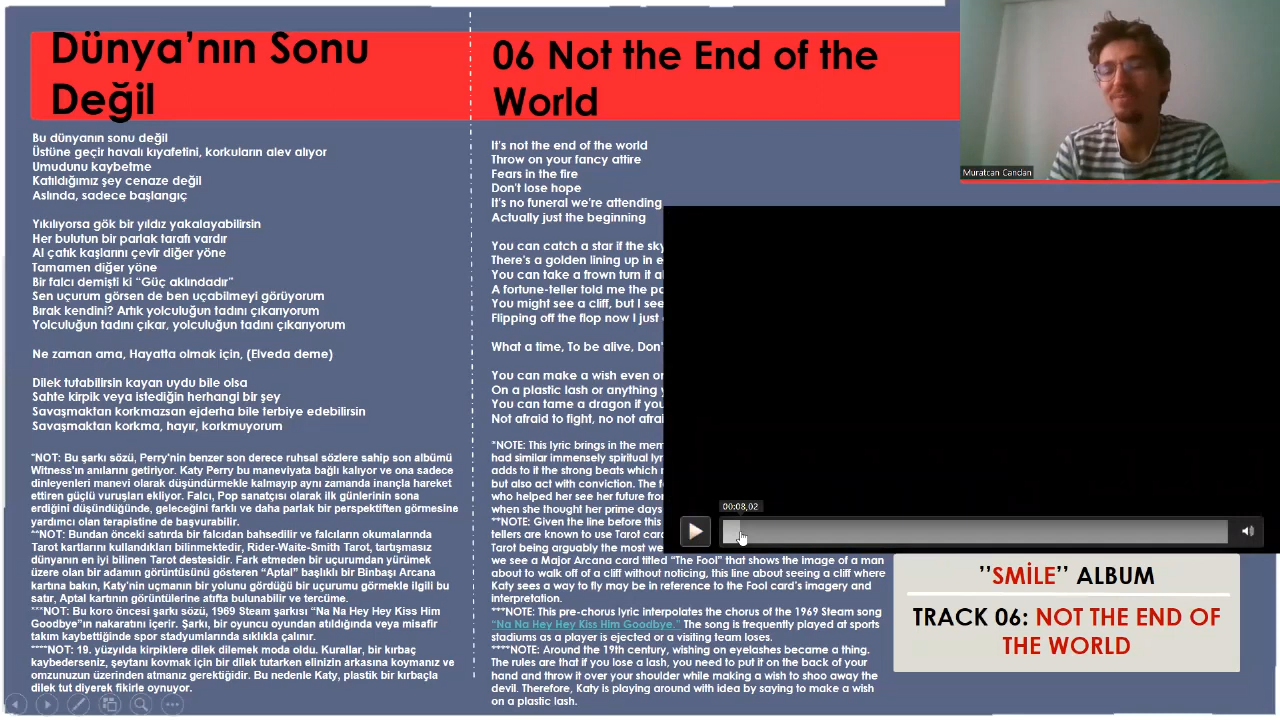 Dünya’nın Sonu
Değil
Bu dünyanın sonu değil
Üstüne geçir havalı kıyafetini, korkuların alev alıyor
Umudunu kaybetme
Katıldığımız şey cenaze değil
Aslında, sadece başlangıç
Yıkılıyorsa gök bir yıldız yakalayabilirsin
Her bulutun bir parlak tarafı vardır
Al çatık kaşlarını çevir diğer yöne
Tamamen diğer yöne
Bir falcı demişti ki “Güç aklındadır”
Sen uçurum görsen de ben uçabilmeyi görüyorum
Bırak kendini? Artık yolculuğun tadını çıkarıyorum
Yolculuğun tadını çıkar, yolculuğun tadını çıkarıyorum
Ne zaman ama, Hayatta olmak için, (Elveda deme)
Dilek tutabilirsin kayan uydu bile olsa
Sahte kirpik veya istediğin herhangi bir şey
Savaşmaktan korkmazsan ejderha bile terbiye edebilirsin
Savaşmaktan korkma, hayır, korkmuyorum
*NOT: Bu şarkı sözü, Perry'nin benzer son derece ruhsal sözlere sahip son albümü
Witness'ın anılarını getiriyor. Katy Perry bu maneviyata bağlı kalıyor ve ona sadece
dinleyenleri manevi olarak düşündürmekle kalmayıp aynı zamanda inançla hareket
ettiren güçlü vuruşları ekliyor. Falcı, Pop sanatçısı olarak ilk günlerinin sona
erdiğini düşündüğünde, geleceğini farklı ve daha parlak bir perspektiften görmesine
yardımcı olan terapistine de başvurabilir.
**NOT: Bundan önceki satırda bir falcıdan bahsedilir ve falcıların okumalarında
Tarot kartlarını kullandıkları bilinmektedir, Rider-Waite-Smith Tarot, tartışmasız
dünyanın en iyi bilinen Tarot destesidir. Fark etmeden bir uçurumdan yürümek
üzere olan bir adamın görüntüsünü gösteren “Aptal” başlıklı bir Binbaşı Arcana
kartına bakın, Katy'nin uçmanın bir yolunu gördüğü bir uçurumu görmekle ilgili bu
satır, Aptal kartının görüntülerine atıfta bulunabilir ve tercüme.
***NOT: Bu koro öncesi şarkı sözü, 1969 Steam şarkısı “Na Na Hey Hey Kiss Him
Goodbye”ın nakaratını içerir. Şarkı, bir oyuncu oyundan atıldığında veya misafir
takım kaybettiğinde spor stadyumlarında sıklıkla çalınır.
****NOT: 19. yüzyılda kirpiklere dilek dilemek moda oldu. Kurallar, bir kırbaç
kaybederseniz, şeytanı kovmak için bir dilek tutarken elinizin arkasına koymanız ve
omzunuzun üzerinden atmanız gerektiğidir. Bu nedenle Katy, plastik bir kırbaçla
dilek tut diyerek fikirle oynuyor.
06 Not the End of the
World
It's not the end of the world
Throw on your fancy attire
Fears in the fire
Don't lose hope
It's no funeral we're attending
Actually just the beginning
You can catch a star if the sky
There's a golden lining up in
You can take a frown turn it
A fortune-teller told me the
You might see a cliff, but I see
Flipping off the flop now I just
What a time, To be alive, Don'
You can make a wish even
On a plastic lash or anything
You can tame a dragon if you
Not afraid to fight, no not
*NOTE: This lyric brings in the
had similar immensely spiritual
adds to it the strong beats which
but also act with conviction. The
who helped her see her future
when she thought her prime days
**NOTE: Given the line before this
tellers are known to use Tarot
Tarot being arguably the most
we see a Major Arcana card titled “The Fool” that shows the image of a man
about to walk off of a cliff without noticing, this line about seeing a cliff where
Katy sees a way to fly may be in reference to the Fool card's imagery and
interpretation.
***NOTE: This pre-chorus lyric interpolates the chorus of the 1969 Steam song
“Na Na Hey Hey Kiss Him Goodbye.” The song is frequently played at sports
stadiums as a player is ejected or a visiting team loses.
****NOTE: Around the 19th century, wishing on eyelashes became a thing.
The rules are that if you lose a lash, you need to put it on the back of your
hand and throw it over your shoulder while making a wish to shoo away the
devil. Therefore, Katy is playing around with idea by saying to make a wish
on a plastic lash.
Muratcan Candan
00:08,02
’’SMİLE’’ ALBUM
TRACK 06: NOT THE END OF
THE WORLD